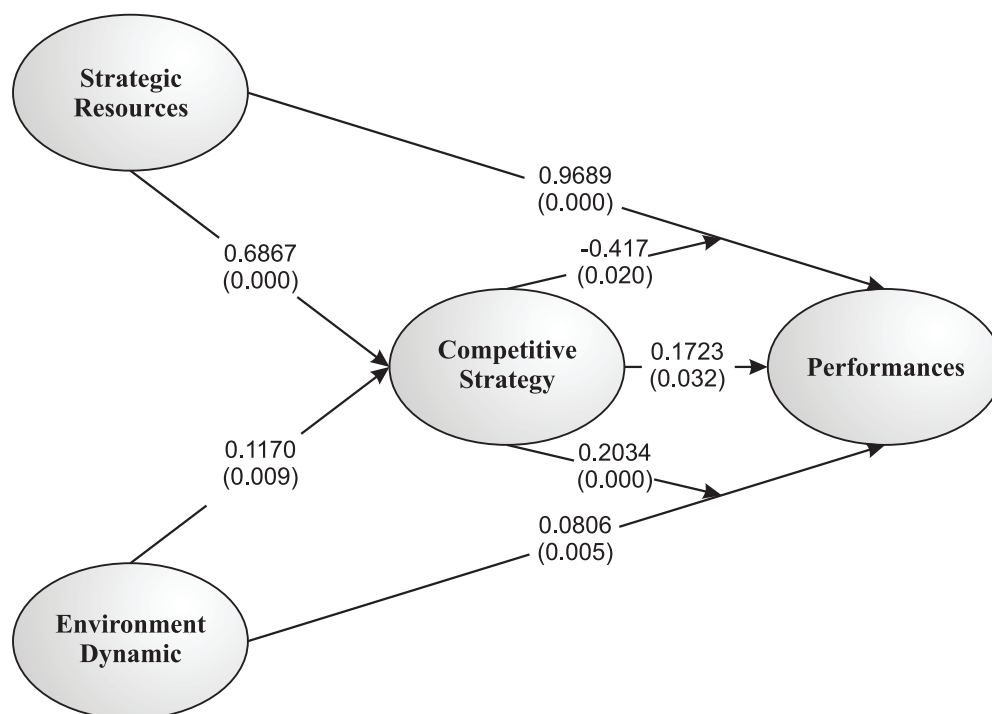 Strategic
Resources
0.9689
(0.000)
0.6867
(0.000)
-0.417
(0.020)
Competitive
Strategy
0.1723
(0.032)
Performances
0.1170
(0.009)
0.2034
(0.000)
0.0806
(0.005)
Environment
Dynamic